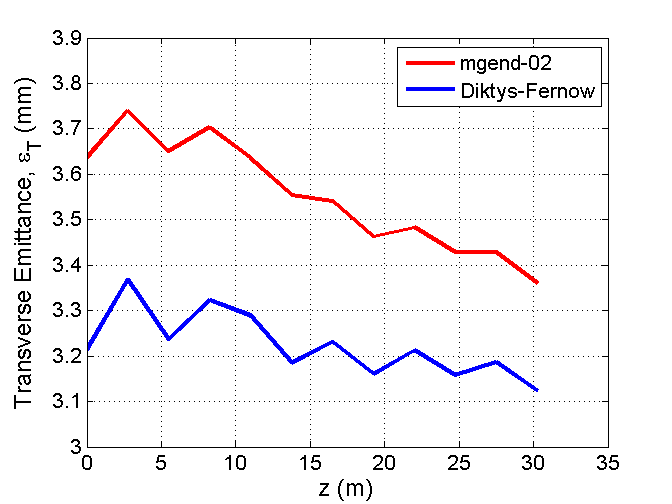 Transverse Emittance, ε_T (mm)
3.9
3.8
3.7
3.6
3.5
3.4
3.3
3.2
3.1
3
mgend-02
Diktys-Fernow
0 5 10 15 20 25 30 35
z (m)